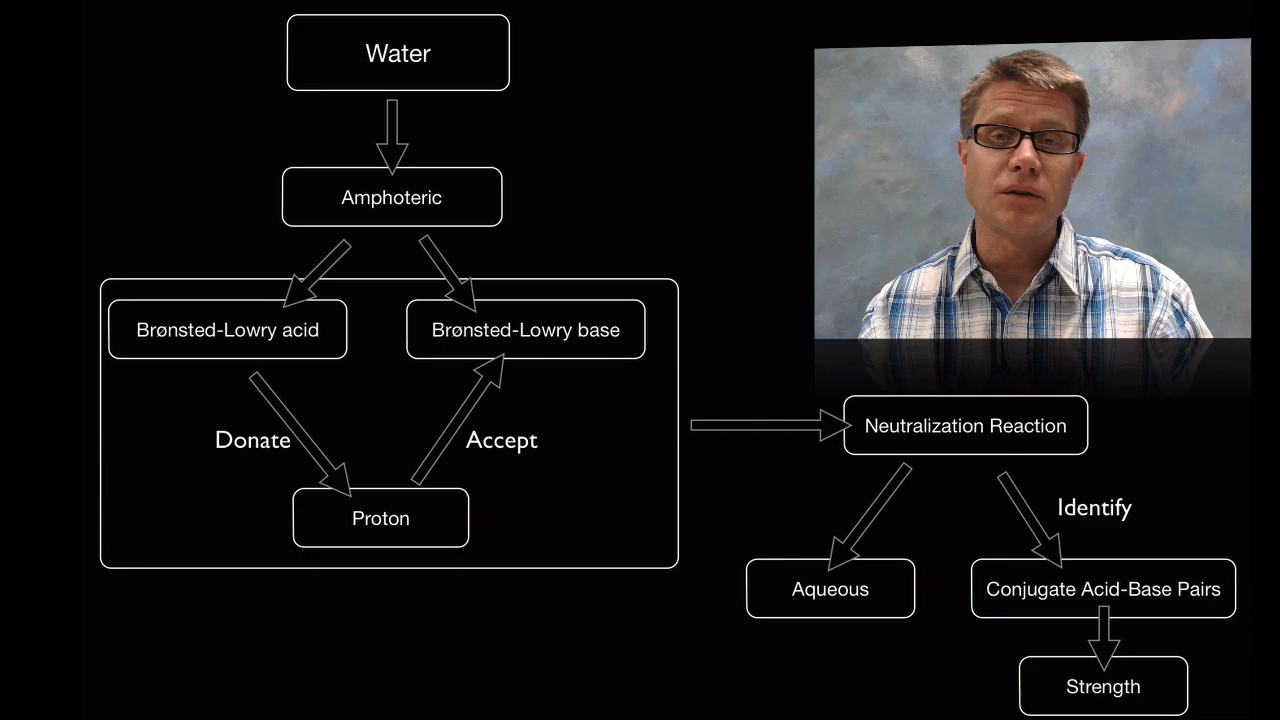 Water
Amphoteric
Brønsted-Lowry acid
Brønsted-Lowry base
Donate
Accept
Proton
Neutralization Reaction
Identify
Aqueous
Conjugate Acid-Base Pairs
Strength